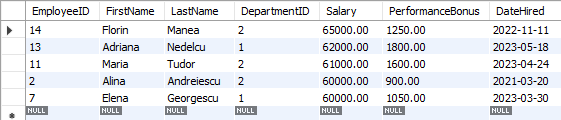 EmployeeID FirstName LastName DepartmentID Salary PerformanceBonus DateHired
14 Florin Manea 2 65000.00 1250.00 2022-11-11
13 Adriana Nedelcu 1 62000.00 1800.00 2023-05-18
11 Maria Tudor 2 61000.00 1600.00 2023-04-24
2 Alina Andreiescu 2 60000.00 900.00 2021-03-20
7 Elena Georgescu 1 60000.00 1050.00 2023-03-30
NULL NULL NULL NULL NULL NULL NULL